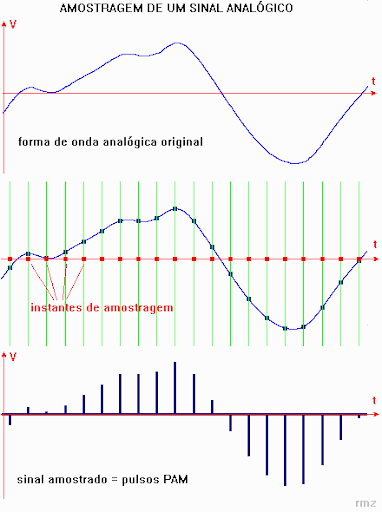 AMOSTRAGEM DE UM SINAL ANALÓGICO
V
t
forma de onda analógica original
t
instantes de amostragem
V
t
sinal amostrado = pulsos PAM
rmz